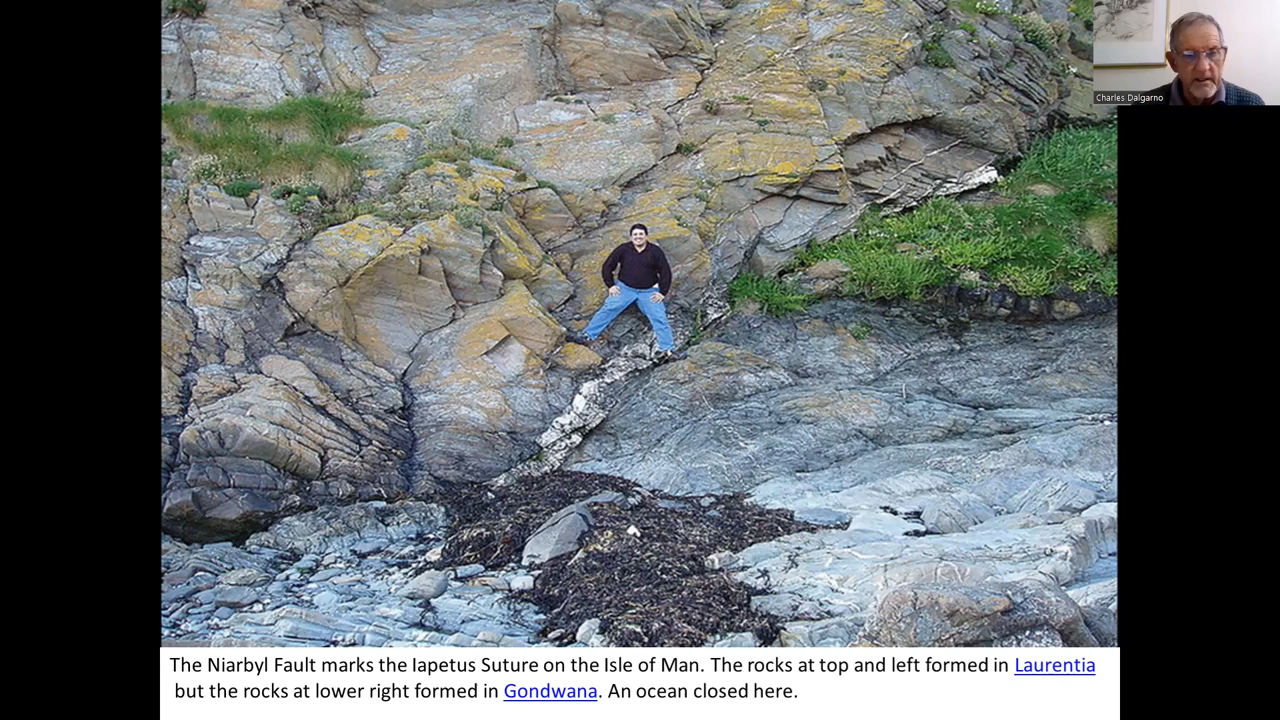 Charles Dalgarno
The Niarbyl Fault marks the Iapetus Suture on the Isle of Man. The rocks at top and left formed in Laurentia
but the rocks at lower right formed in Gondwana. An ocean closed here.